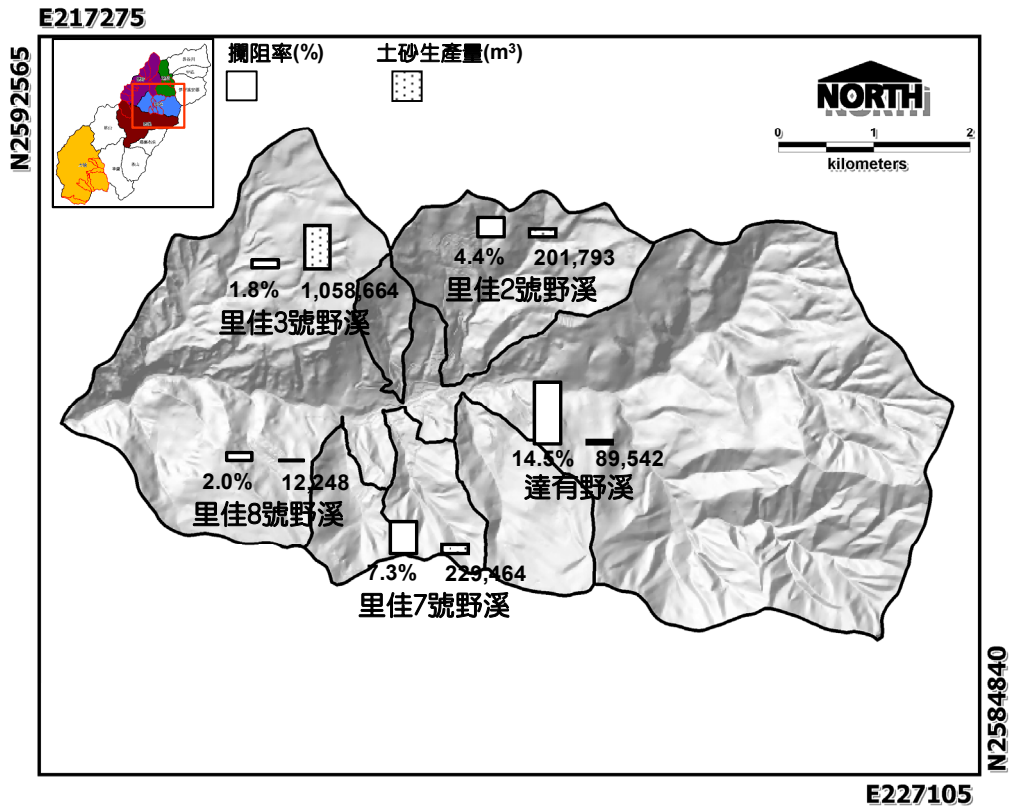 E217275
N2592565
攔阻率(%)
土砂生產量(m³)
NORTH
0 1 2
kilometers
4.4% 201,793
里佳2號野溪
1.8% 1,058,664
里佳3號野溪
14.5% 89,542
達有野溪
2.0% 12,248
里佳8號野溪
7.3% 229,464
里佳7號野溪
N2584840
E227105